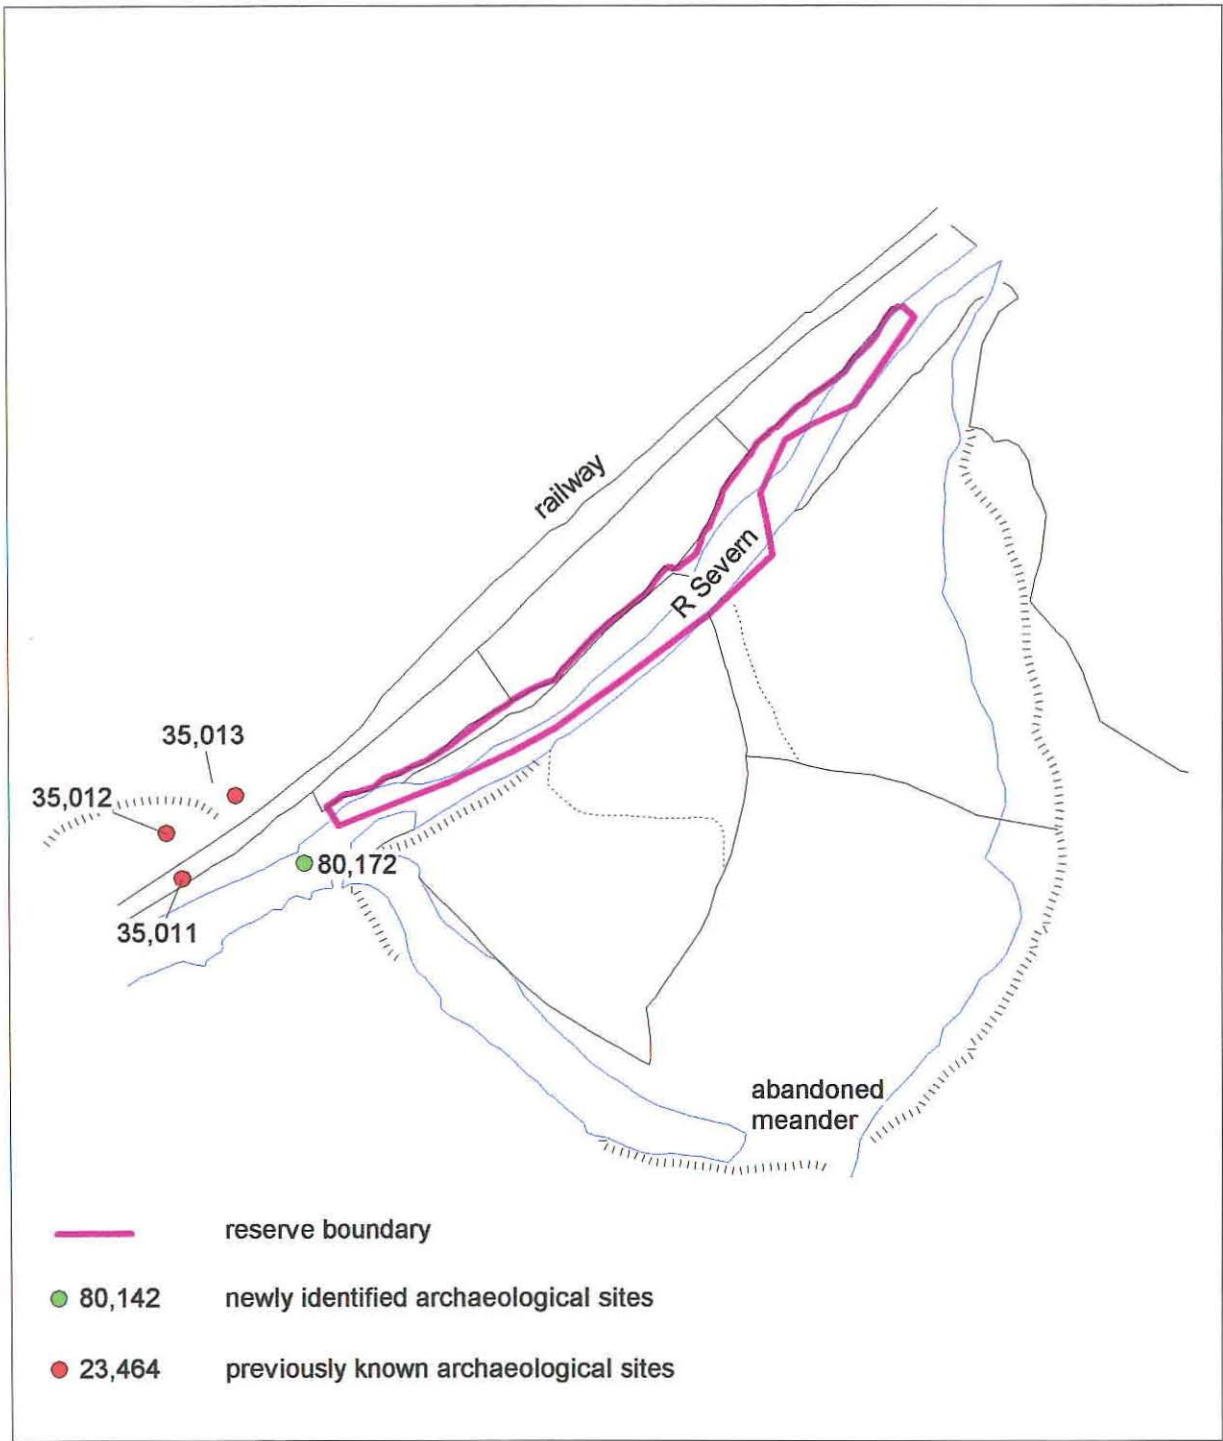 railway
R Severn
35,013
35,012
80,172
35,011
abandoned
meander
reserve boundary
80,142 newly identified archaeological sites
23,464 previously known archaeological sites